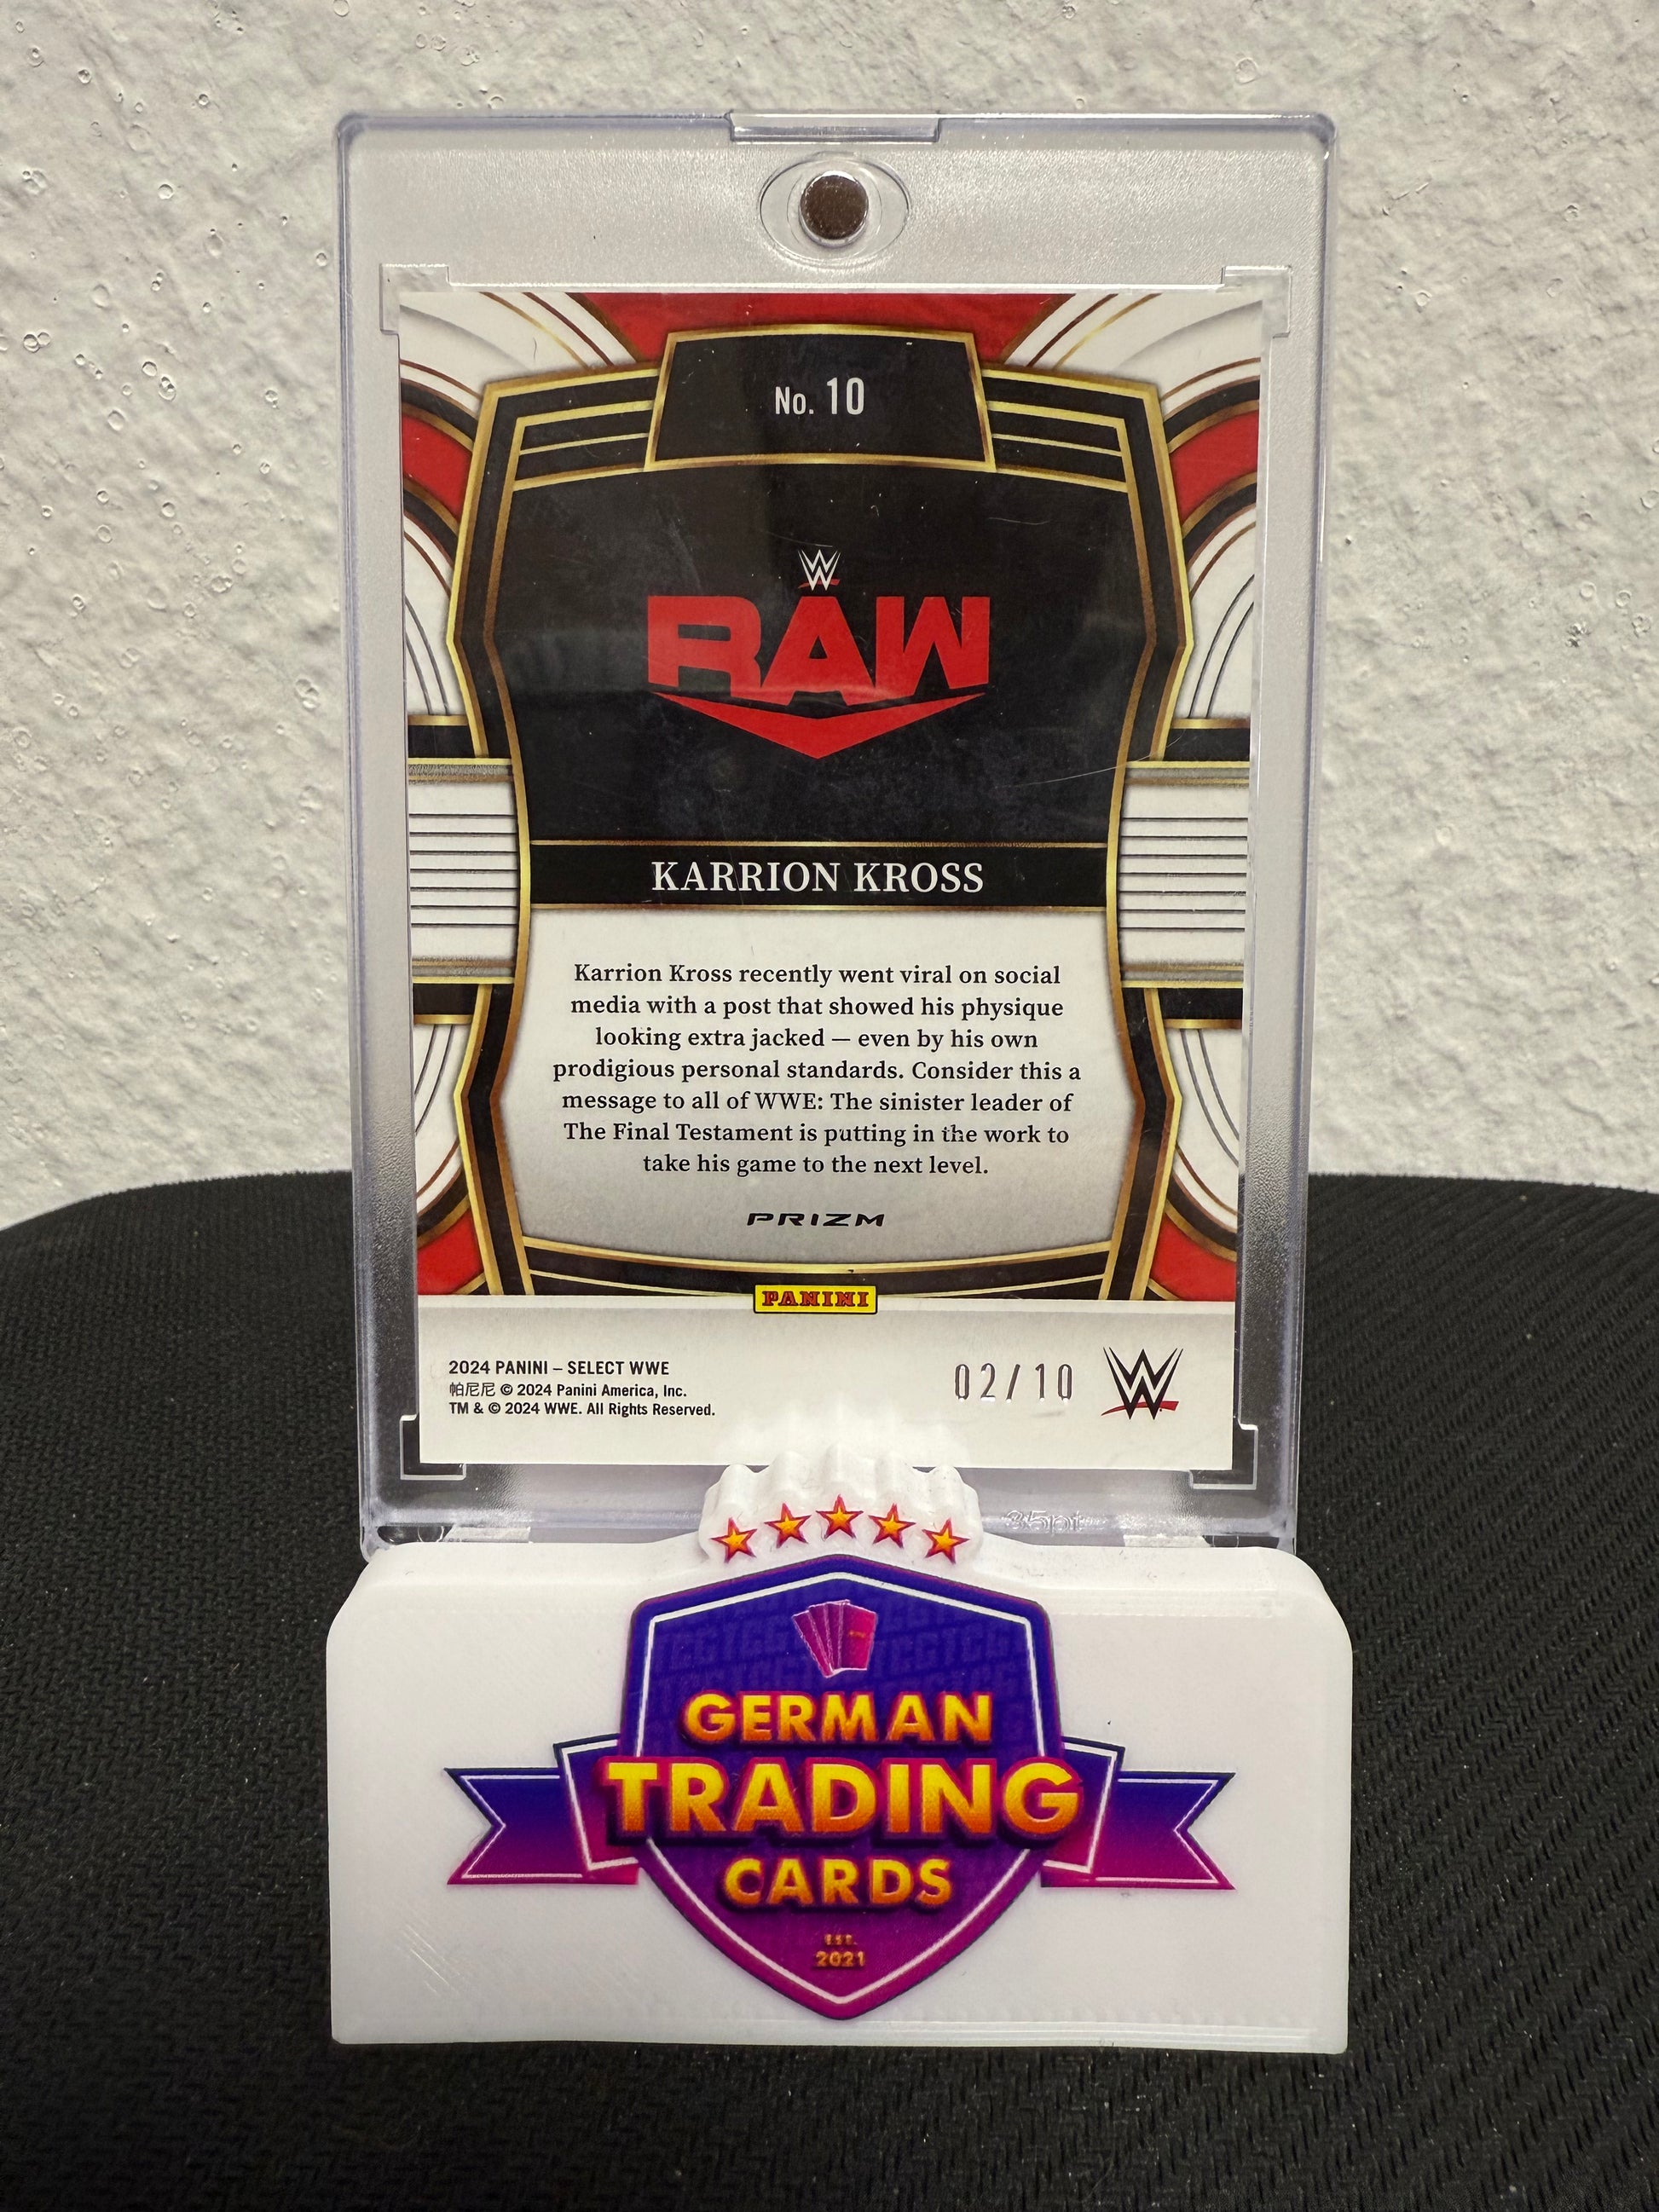 No. 10
W
RAW
KARRION KROSS
Karrion Kross recently went viral on social
media with a post that showed his physique
looking extra jacked — even by his own
prodigious personal standards. Consider this a
message to all of WWE: The sinister leader of
The Final Testament is putting in the work to
take his game to the next level.
PRIZM
PANINI
2024 PANINI – SELECT WWE
帕尼尼 © 2024 Panini America, Inc.
TM & © 2024 WWE. All Rights Reserved.
02/10
W
35pt
GERMAN
TRADING
CARDS
EST.
2021